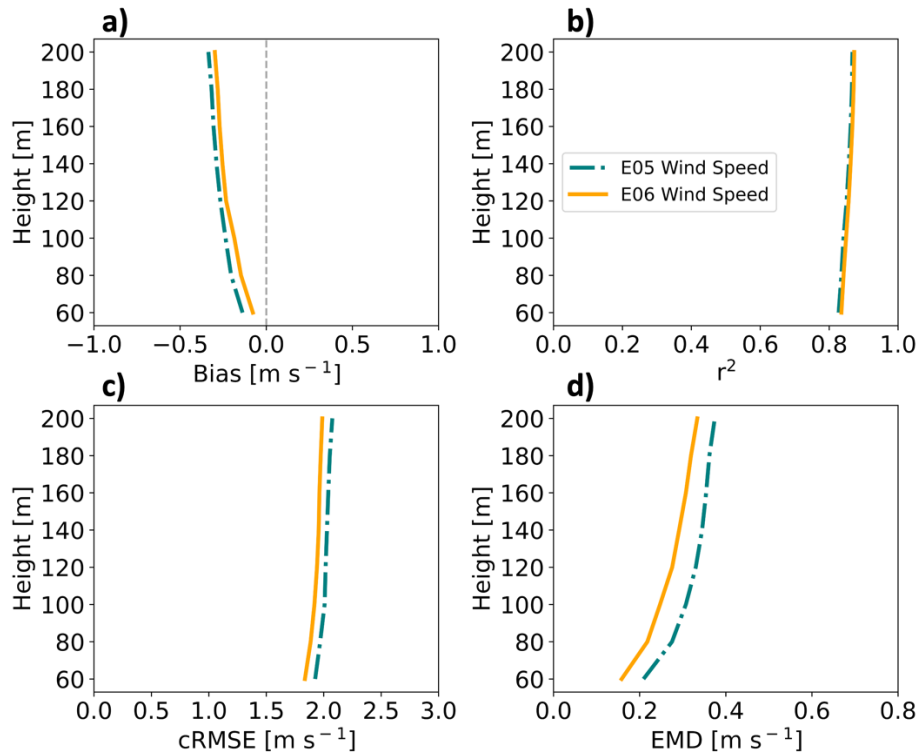 a)
200
180
160
140
120
100
80
60
Height [m]
−1.0 −0.5 0.0 0.5 1.0
Bias [m s⁻¹]
b)
200
180
160
140
120
100
80
60
Height [m]
E05 Wind Speed
E06 Wind Speed
0.0 0.2 0.4 0.6 0.8 1.0
r²
c)
200
180
160
140
120
100
80
60
Height [m]
0.0 0.5 1.0 1.5 2.0 2.5 3.0
cRMSE [m s⁻¹]
d)
200
180
160
140
120
100
80
60
Height [m]
0.0 0.2 0.4 0.6 0.8
EMD [m s⁻¹]